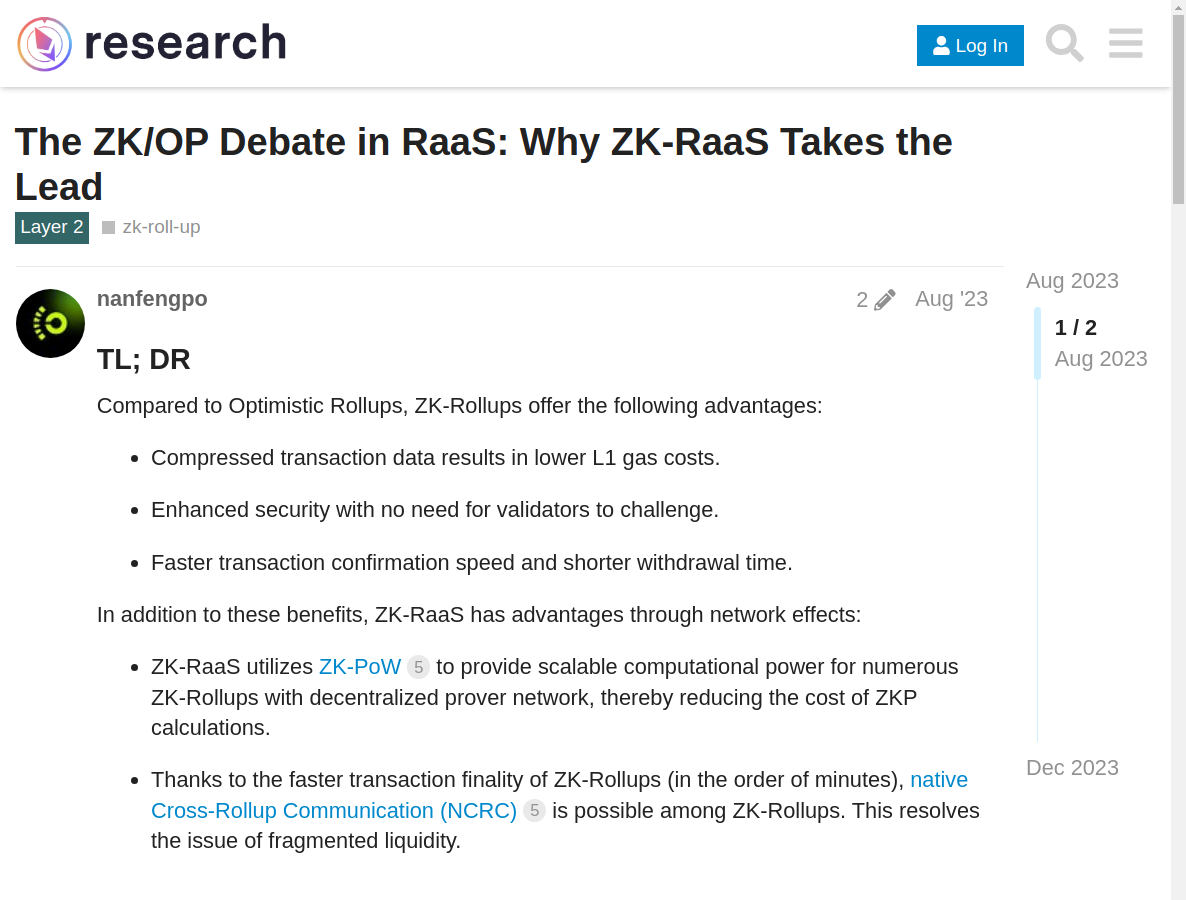 research
Log In
The ZK/OP Debate in RaaS: Why ZK-RaaS Takes the
Lead
Layer 2 zk-roll-up
nanfengpo 2 Aug '23
Aug 2023
1 / 2
Aug 2023
Dec 2023
TL; DR
Compared to Optimistic Rollups, ZK-Rollups offer the following advantages:
Compressed transaction data results in lower L1 gas costs.
Enhanced security with no need for validators to challenge.
Faster transaction confirmation speed and shorter withdrawal time.
In addition to these benefits, ZK-RaaS has advantages through network effects:
ZK-RaaS utilizes ZK-PoW 5 to provide scalable computational power for numerous
ZK-Rollups with decentralized prover network, thereby reducing the cost of ZKP
calculations.
Thanks to the faster transaction finality of ZK-Rollups (in the order of minutes), native
Cross-Rollup Communication (NCRC) 5 is possible among ZK-Rollups. This resolves
the issue of fragmented liquidity.